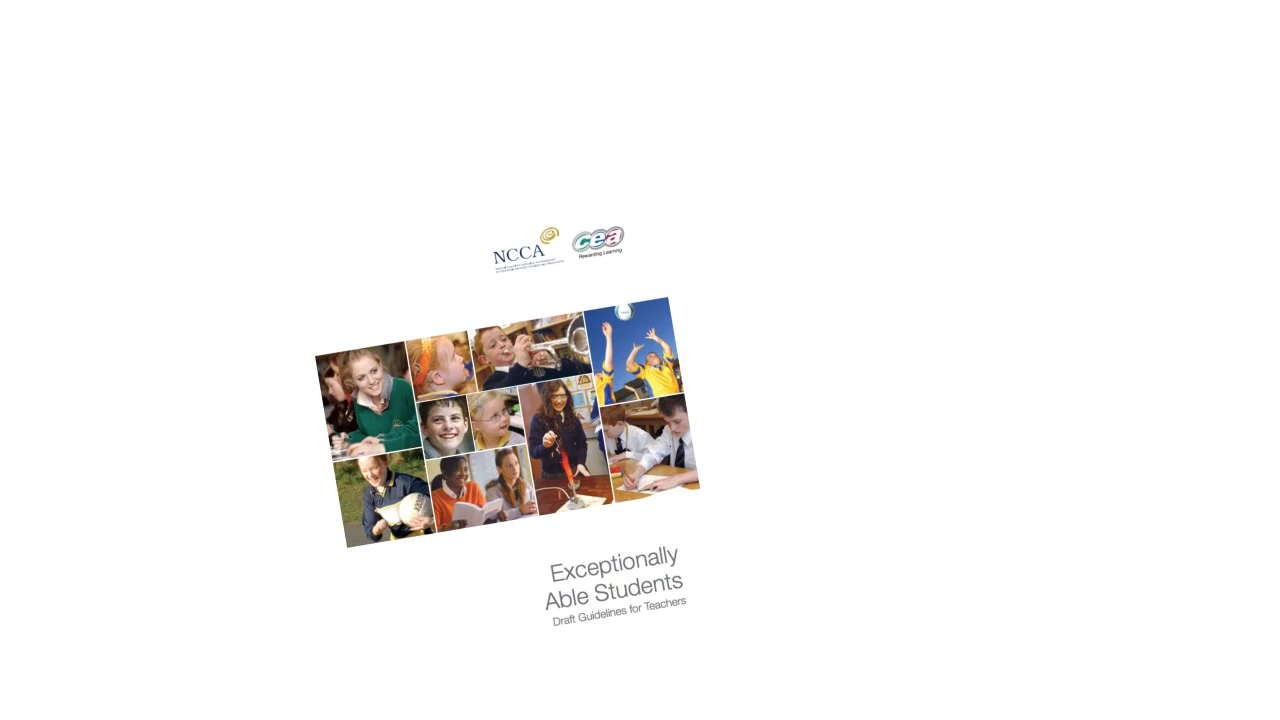 NCCA
cea
Rewarding Learning
Exceptionally
Able Students
Draft Guidelines for Teachers